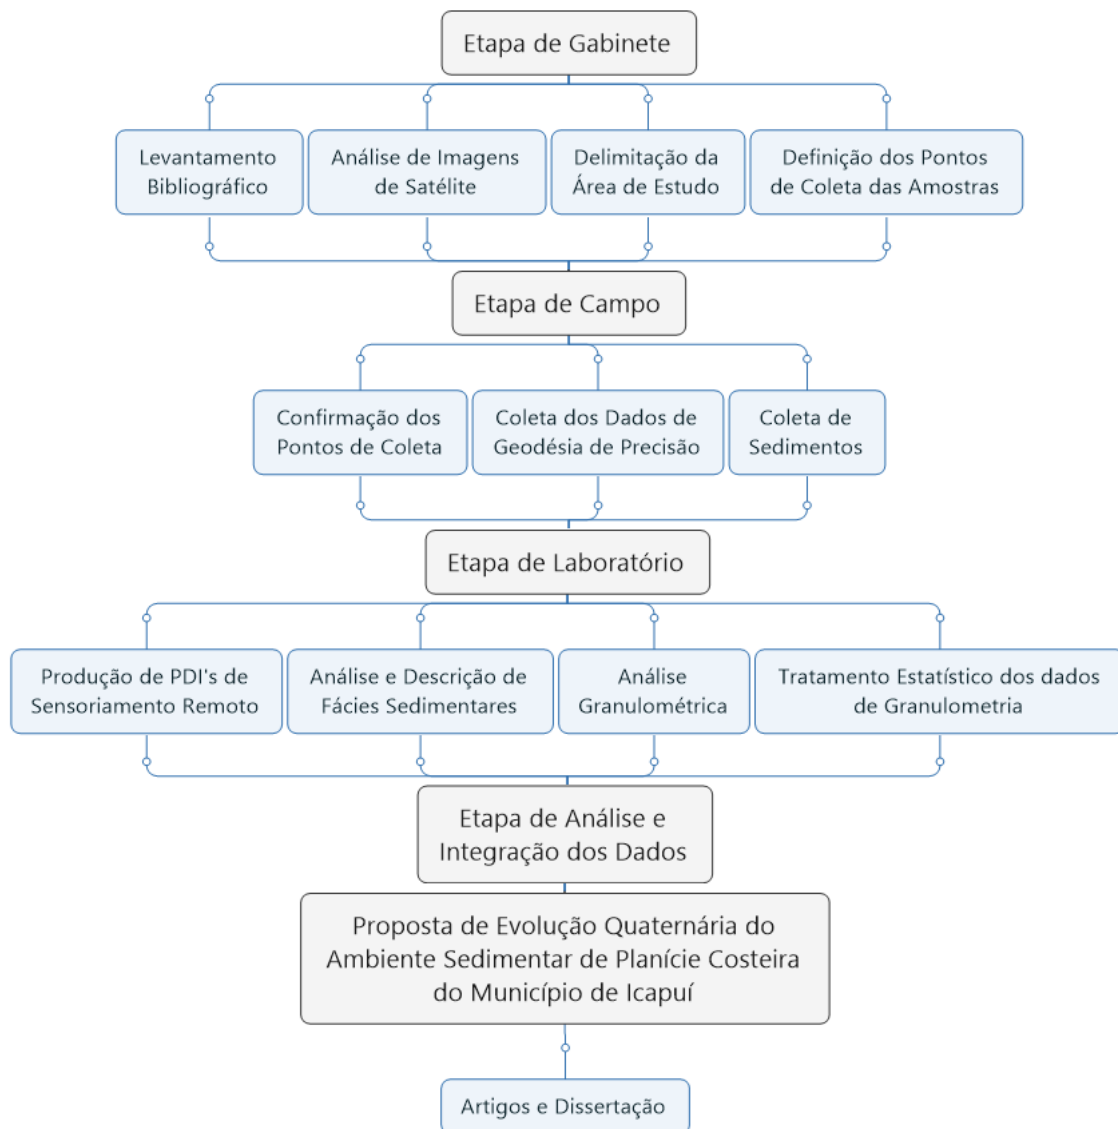 Etapa de Gabinete
Levantamento
Bibliográfico
Análise de Imagens
de Satélite
Delimitação da
Área de Estudo
Definição dos Pontos
de Coleta das Amostras
Etapa de Campo
Confirmação dos
Pontos de Coleta
Coleta dos Dados de
Geodésia de Precisão
Coleta de
Sedimentos
Etapa de Laboratório
Produção de PDI's de
Sensoriamento Remoto
Análise e Descrição de
Fácies Sedimentares
Análise
Granulométrica
Tratamento Estatístico dos dados
de Granulometria
Etapa de Análise e
Integração dos Dados
Proposta de Evolução Quaternária do
Ambiente Sedimentar de Planície Costeira
do Município de Icapuí
Artigos e Dissertação